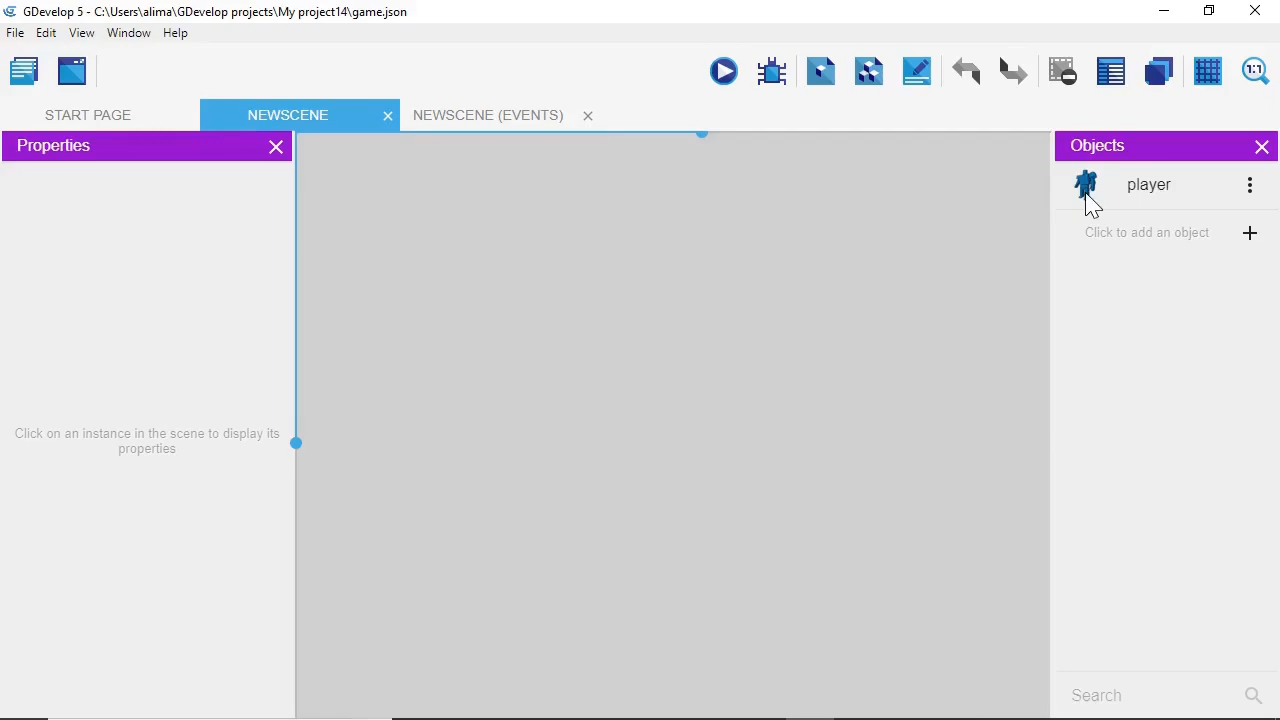 GDevelop 5 - C:\Users\alima\GDevelop projects\My project14\game.json
File Edit View Window Help
1:1
START PAGE NEWSCENE NEWSCENE (EVENTS)
Properties
Objects
player
Click to add an object
Click on an instance in the scene to display its
properties
Search